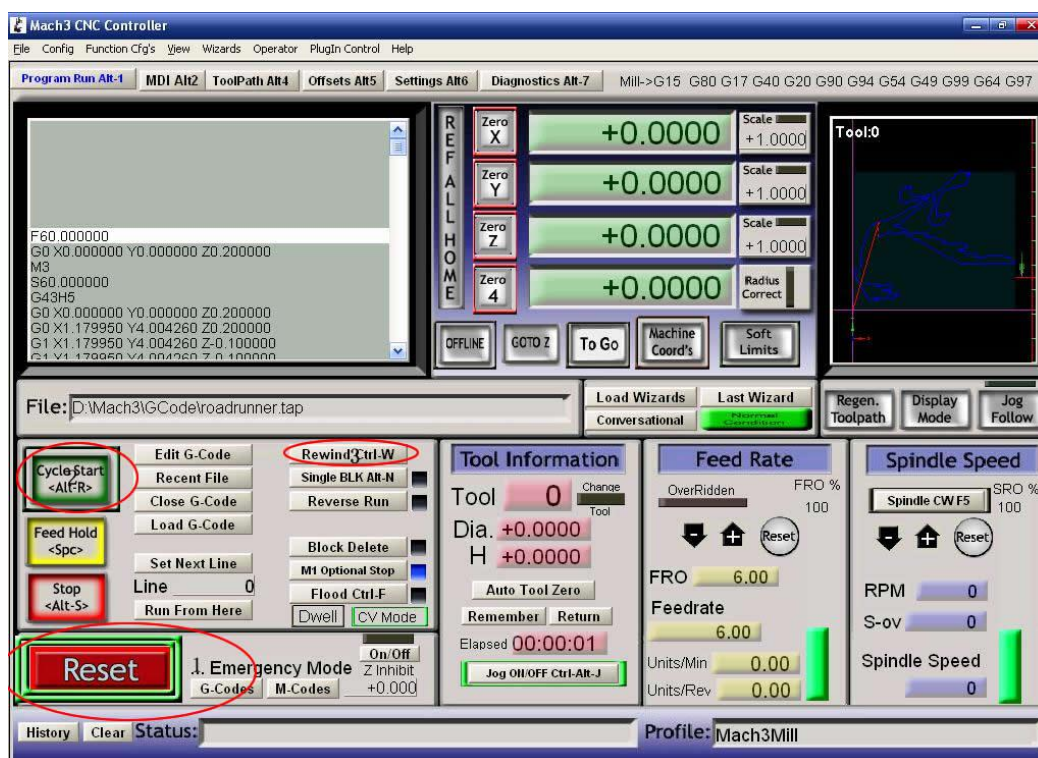 Mach3 CNC Controller
File Config Function Cfg's View Wizards Operator PlugIn Control Help
Program Run Alt-1 MDI Alt2 ToolPath Alt4 Offsets Alt5 Settings Alt6 Diagnostics Alt-7 Mill->G15 G80 G17 G40 G20 G90 G94 G54 G49 G99 G64 G97
F60.000000
G0 X0.000000 Y0.000000 Z0.200000
M3
S60.000000
G43H5
G0 X0.000000 Y0.000000 Z0.200000
G0 X1.179950 Y4.004260 Z0.200000
G1 X1.179950 Y4.004260 Z-0.100000
G1 X1.179950 Y4.004260 Z-0.100000
REF ALL HOME
Zero X +0.0000 Scale +1.0000
Zero Y +0.0000 Scale +1.0000
Zero Z +0.0000 Scale +1.0000
Zero 4 +0.0000 Radius Correct
OFFLINE GOTO Z To Go Machine Coord's Soft Limits
Tool:0
File: D:\Mach3\GCode\roadrunner.tap
Load Wizards Last Wizard
Conversational Normal Condition
Regen. Toolpath Display Mode Jog Follow
Cycle Start <Alt-R>
Feed Hold <Spc>
Stop <Alt-S>
Edit G-Code
Recent File
Close G-Code
Load G-Code
Set Next Line
Line 0
Run From Here
Rewind Ctrl-W
3
Single BLK Alt-N
Reverse Run
Block Delete
M1 Optional Stop
Flood Ctrl-F
Dwell CV Mode
Reset
1. Emergency Mode
G-Codes M-Codes
On/Off
Z Inhibit
+0.000
Tool Information
Tool 0 Change Tool
Dia. +0.0000
H +0.0000
Auto Tool Zero
Remember Return
Elapsed 00:00:01
Jog ON/OFF Ctrl-Alt-J
Feed Rate
OverRidden FRO % 100
Reset
FRO 6.00
Feedrate
6.00
Units/Min 0.00
Units/Rev 0.00
Spindle Speed
Spindle CW F5 SRO % 100
Reset
RPM 0
S-ov 0
Spindle Speed
0
History Clear Status: Profile: Mach3Mill